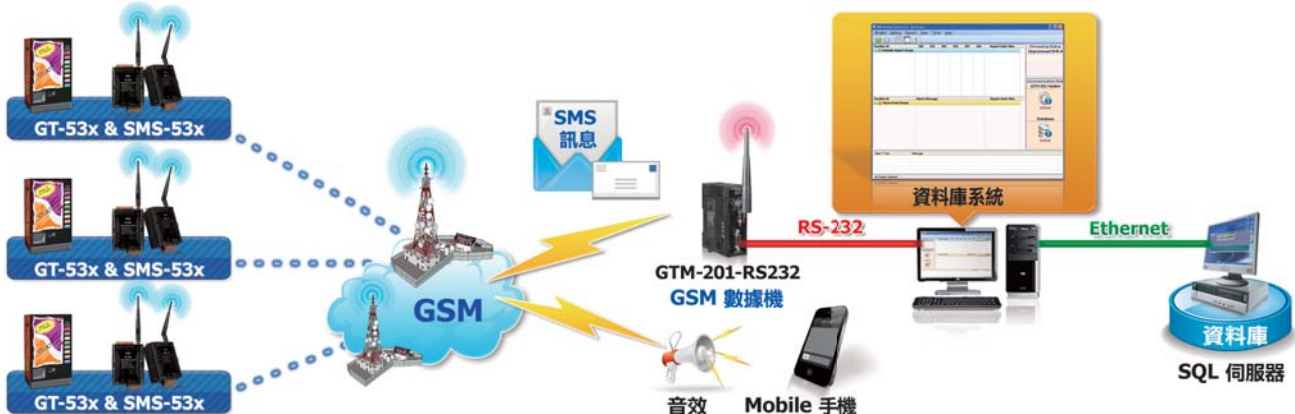 GT-53x & SMS-53x
GT-53x & SMS-53x
GT-53x & SMS-53x
GSM
SMS
訊息
GTM-201-RS232
GSM 數據機
RS-232
資料庫系統
Ethernet
資料庫
SQL 伺服器
音效
Mobile 手機